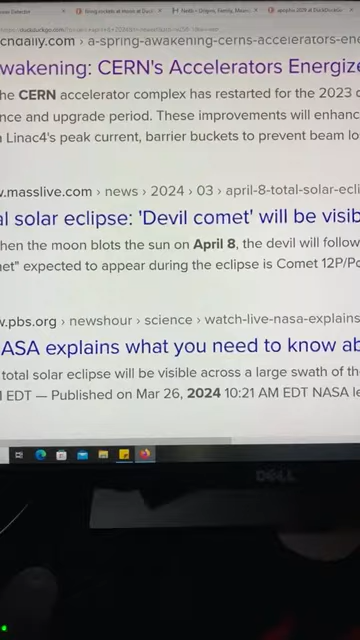 cndaily.com › a-spring-awakening-cerns-accelerators-ene
wakening: CERN's Accelerators Energize
he CERN accelerator complex has restarted for the 2023 d
nce and upgrade period. These improvements will enhanc
n Linac4's peak current, barrier buckets to prevent beam lo
v.masslive.com › news › 2024 › 03 › april-8-total-solar-ecli
al solar eclipse: 'Devil comet' will be visib
hen the moon blots the sun on April 8, the devil will follow
net" expected to appear during the eclipse is Comet 12P/Po
v.pbs.org › newshour › science › watch-live-nasa-explains
ASA explains what you need to know ab
total solar eclipse will be visible across a large swath of th
M EDT — Published on Mar 26, 2024 10:21 AM EDT NASA le
DELL